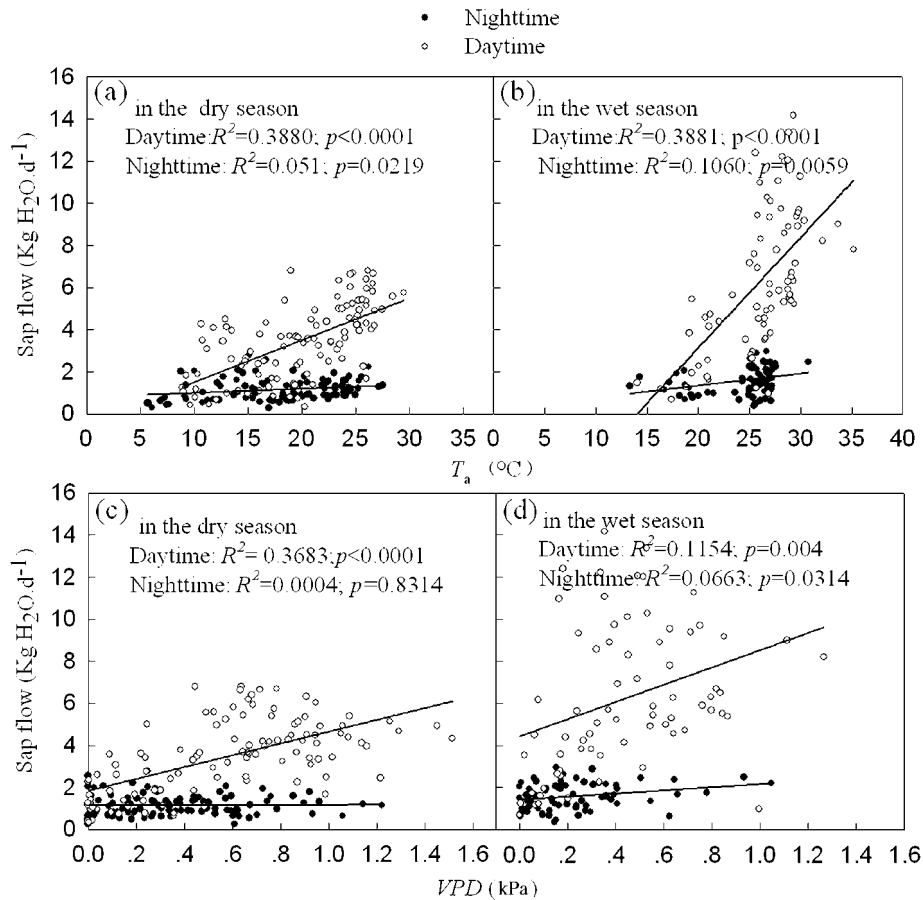 Nighttime
Daytime
(a) in the dry season
Daytime: R²=0.3880; p<0.0001
Nighttime: R²=0.051; p=0.0219
(b) in the wet season
Daytime: R²=0.3881; p<0.0001
Nighttime: R²=0.1060; p=0.0059
Sap flow (Kg H₂O.d⁻¹)
16
14
12
10
8
6
4
2
0
0 5 10 15 20 25 30 35 0 5 10 15 20 25 30 35 40
Tₐ (°C)
(c) in the dry season
Daytime: R²= 0.3683;p<0.0001
Nighttime: R²=0.0004; p=0.8314
(d) in the wet season
Daytime: R²=0.1154; p=0.004
Nighttime: R²=0.0663; p=0.0314
Sap flow (Kg H₂O.d⁻¹)
16
14
12
10
8
6
4
2
0
0.0 .2 .4 .6 .8 1.0 1.2 1.4 1.6 0.0 .2 .4 .6 .8 1.0 1.2 1.4 1.6
VPD (kPa)